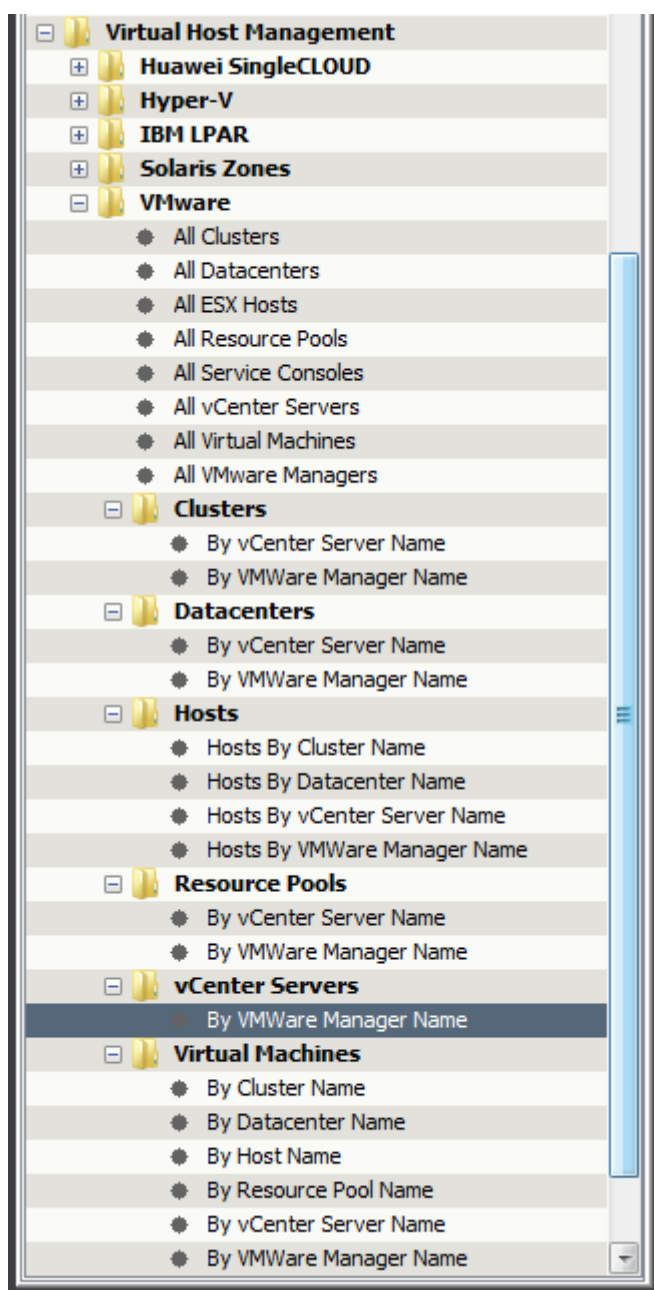 Virtual Host Management
Huawei SingleCLOUD
Hyper-V
IBM LPAR
Solaris Zones
VMware
All Clusters
All Datacenters
All ESX Hosts
All Resource Pools
All Service Consoles
All vCenter Servers
All Virtual Machines
All VMware Managers
Clusters
By vCenter Server Name
By VMWare Manager Name
Datacenters
By vCenter Server Name
By VMWare Manager Name
Hosts
Hosts By Cluster Name
Hosts By Datacenter Name
Hosts By vCenter Server Name
Hosts By VMWare Manager Name
Resource Pools
By vCenter Server Name
By VMWare Manager Name
vCenter Servers
By VMWare Manager Name
Virtual Machines
By Cluster Name
By Datacenter Name
By Host Name
By Resource Pool Name
By vCenter Server Name
By VMWare Manager Name